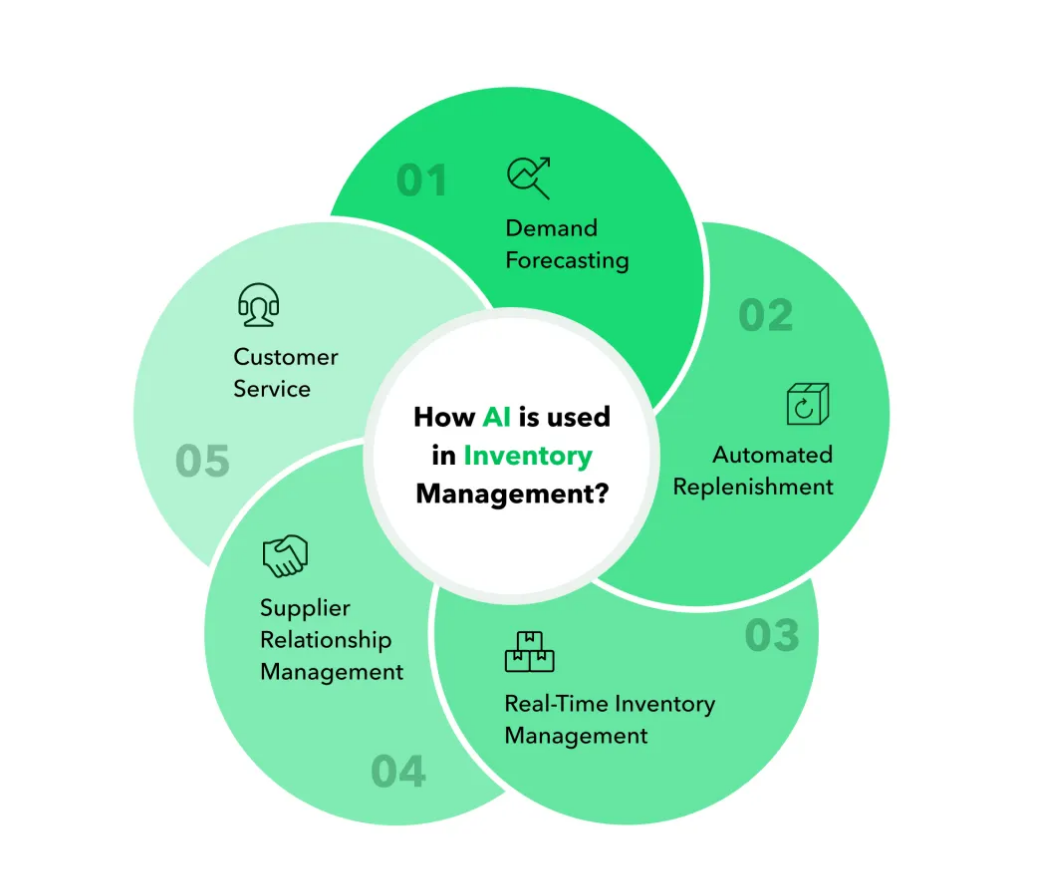 How AI is used
in Inventory
Management?
01
Demand
Forecasting
02
Automated
Replenishment
03
Real-Time Inventory
Management
04
Supplier
Relationship
Management
05
Customer
Service